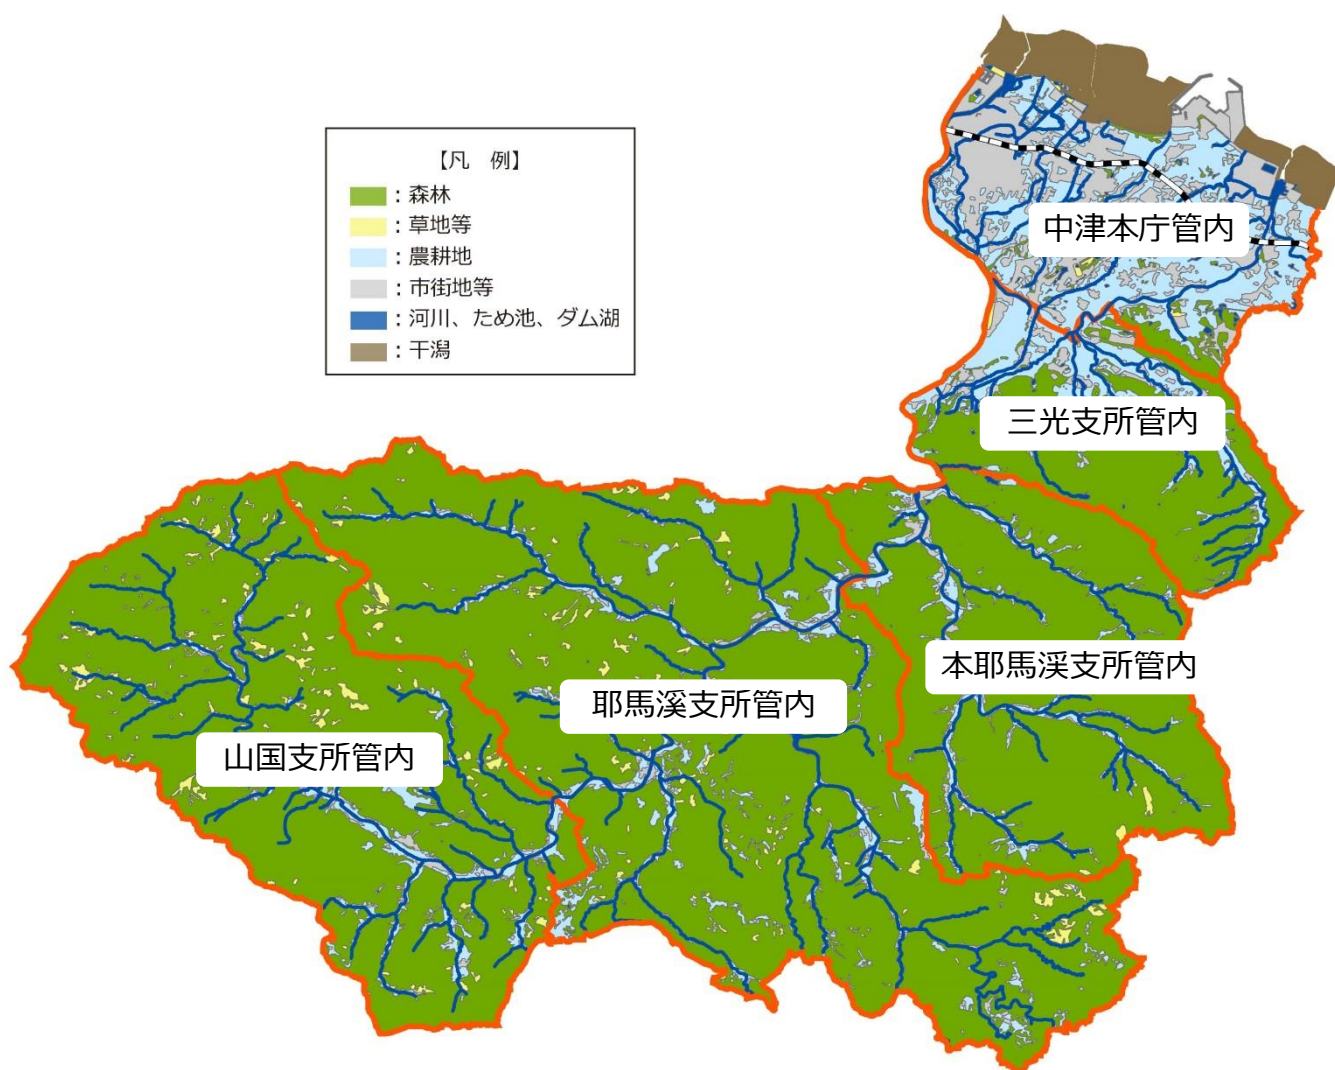 【凡 例】
：森林
：草地等
：農耕地
：市街地等
：河川、ため池、ダム湖
：干潟
中津本庁管内
三光支所管内
本耶馬渓支所管内
耶馬溪支所管内
山国支所管内